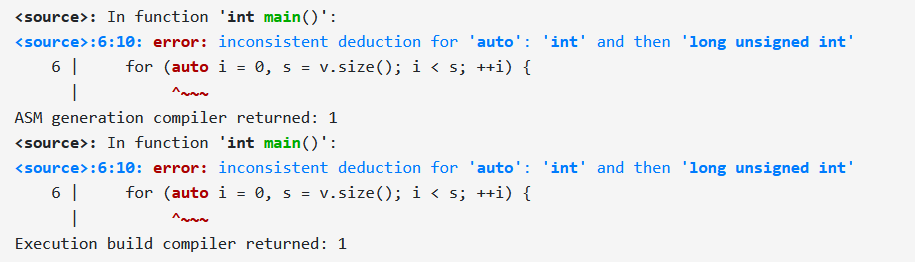 <source>: In function 'int main()':
<source>:6:10: error: inconsistent deduction for 'auto': 'int' and then 'long unsigned int'
    6 |     for (auto i = 0, s = v.size(); i < s; ++i) {
      |          ^~~~
ASM generation compiler returned: 1
<source>: In function 'int main()':
<source>:6:10: error: inconsistent deduction for 'auto': 'int' and then 'long unsigned int'
    6 |     for (auto i = 0, s = v.size(); i < s; ++i) {
      |          ^~~~
Execution build compiler returned: 1